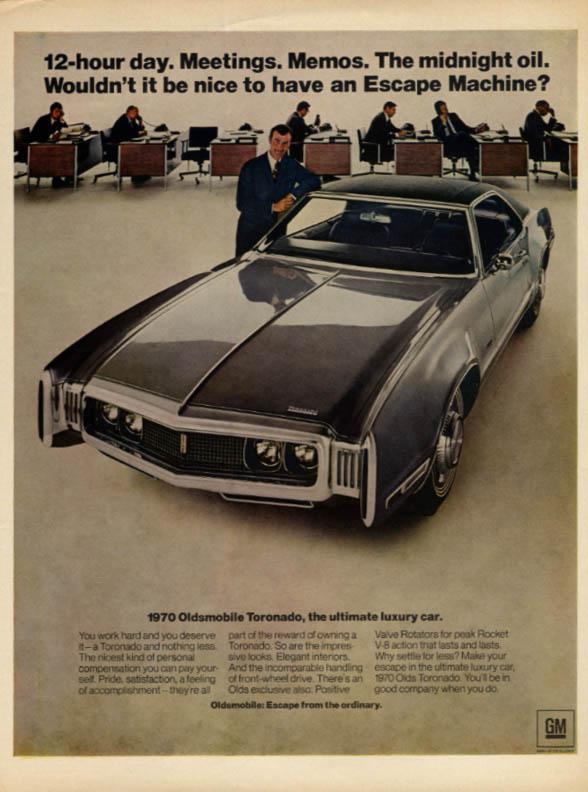 12-hour day. Meetings. Memos. The midnight oil.
Wouldn't it be nice to have an Escape Machine?
1970 Oldsmobile Toronado, the ultimate luxury car.
You work hard and you deserve
it—a Toronado and nothing less.
The nicest kind of personal
compensation you can pay your-
self. Pride, satisfaction, a feeling
of accomplishment—they're all
part of the reward of owning a
Toronado. So are the impres-
sive looks. Elegant interiors.
And the incomparable handling
of front-wheel drive. There's an
Olds exclusive also: Positive
Valve Rotators for peak Rocket
V-8 action that lasts and lasts.
Why settle for less? Make your
escape in the ultimate luxury car,
1970 Olds Toronado. You'll be in
good company when you do.
Oldsmobile: Escape from the ordinary.
GM